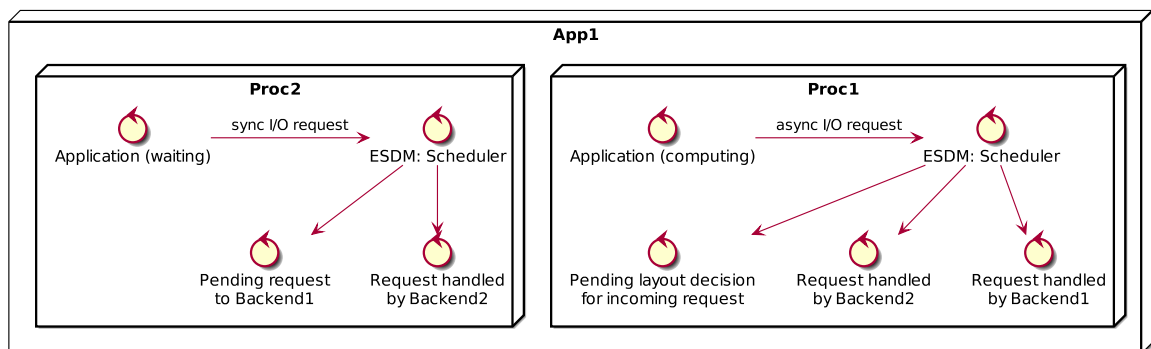 App1
Proc2
sync I/O request
Application (waiting)
ESDM: Scheduler
Pending request
to Backend1
Request handled
by Backend2
Proc1
async I/O request
Application (computing)
ESDM: Scheduler
Pending layout decision
for incoming request
Request handled
by Backend2
Request handled
by Backend1